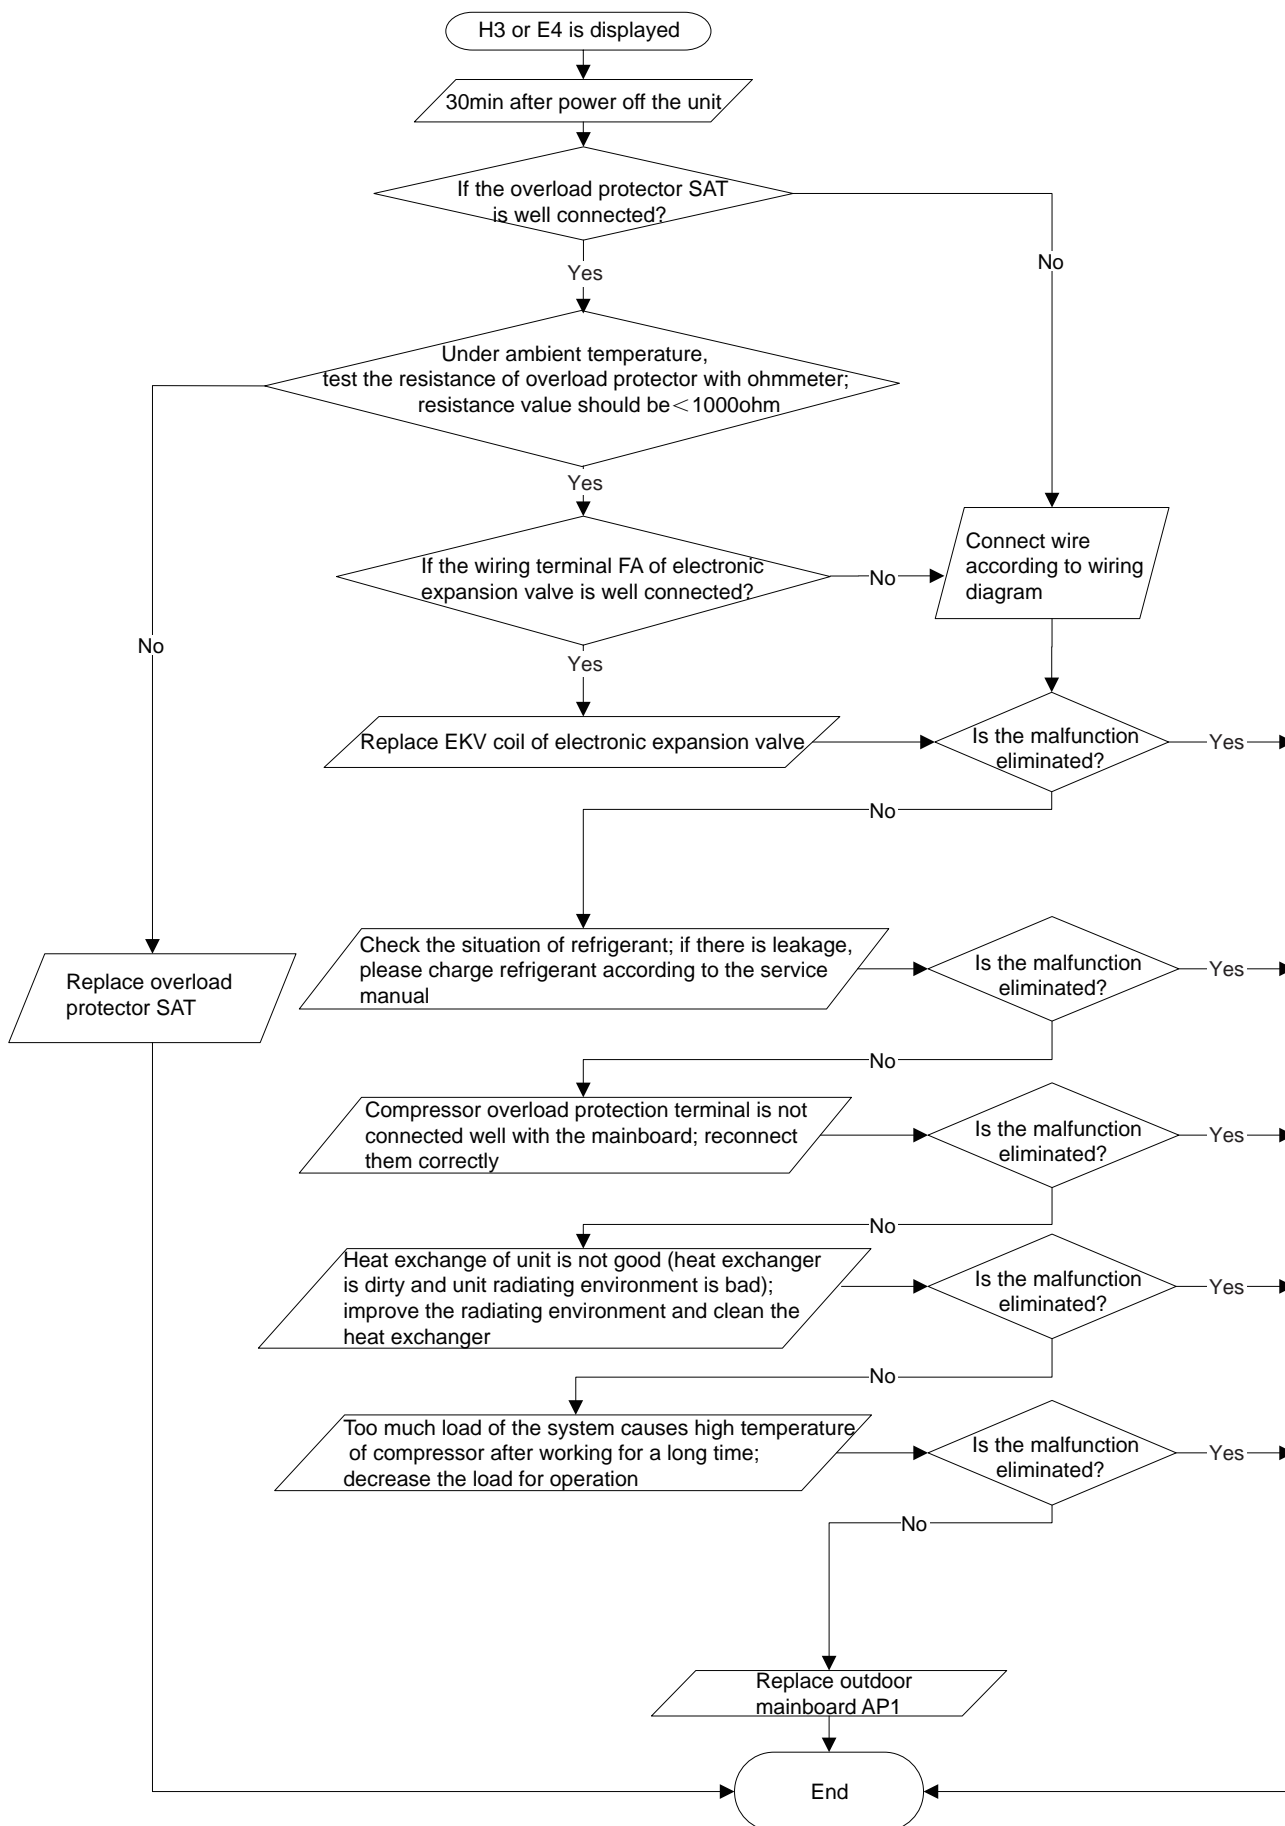 H3 or E4 is displayed
30min after power off the unit
If the overload protector SAT
is well connected?
No
Yes
Under ambient temperature,
test the resistance of overload protector with ohmmeter;
resistance value should be＜1000ohm
Yes
If the wiring terminal FA of electronic
expansion valve is well connected?
No
Connect wire
according to wiring
diagram
No
Yes
Replace EKV coil of electronic expansion valve
Is the malfunction
eliminated?
Yes
No
Replace overload
protector SAT
Check the situation of refrigerant; if there is leakage,
please charge refrigerant according to the service
manual
Is the malfunction
eliminated?
Yes
No
Compressor overload protection terminal is not
connected well with the mainboard; reconnect
them correctly
Is the malfunction
eliminated?
Yes
No
Heat exchange of unit is not good (heat exchanger
is dirty and unit radiating environment is bad);
improve the radiating environment and clean the
heat exchanger
Is the malfunction
eliminated?
Yes
No
Too much load of the system causes high temperature
of compressor after working for a long time;
decrease the load for operation
Is the malfunction
eliminated?
Yes
No
Replace outdoor
mainboard AP1
End